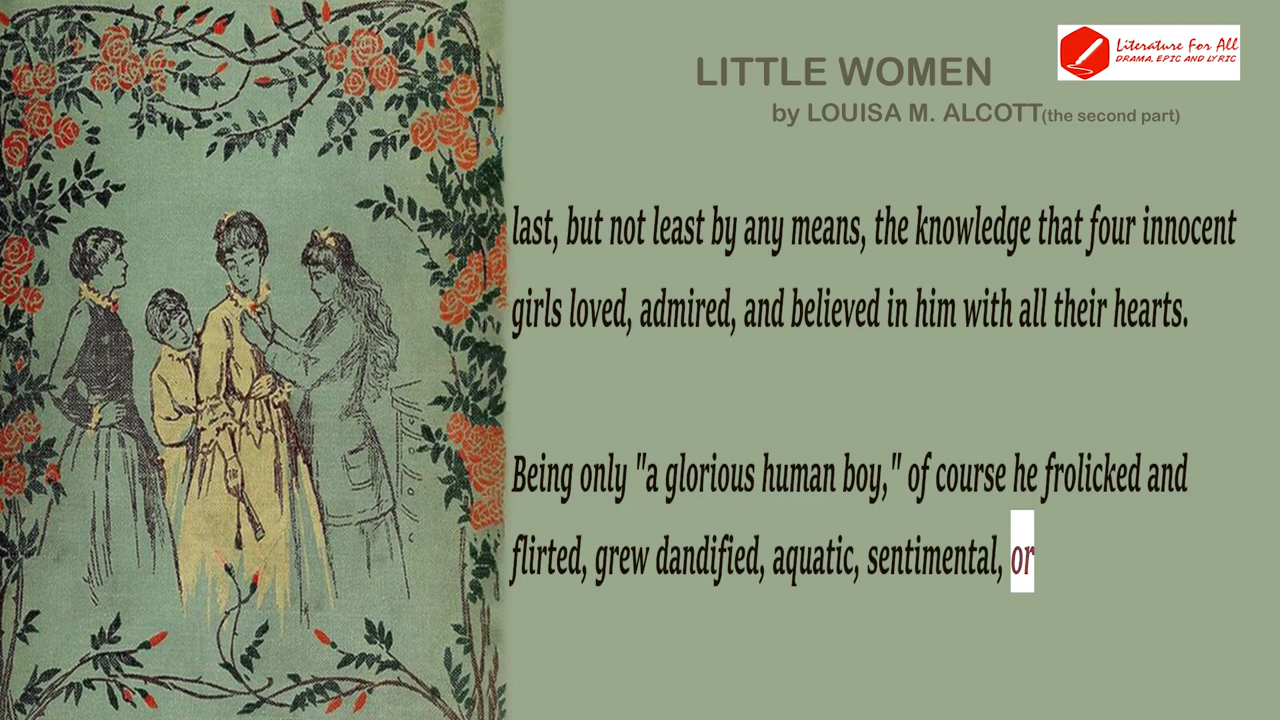 LITTLE WOMEN
by LOUISA M. ALCOTT(the second part)
Literature For All
DRAMA, EPIC AND LYRIC
last, but not least by any means, the knowledge that four innocent
girls loved, admired, and believed in him with all their hearts.
Being only "a glorious human boy," of course he frolicked and
flirted, grew dandified, aquatic, sentimental, or